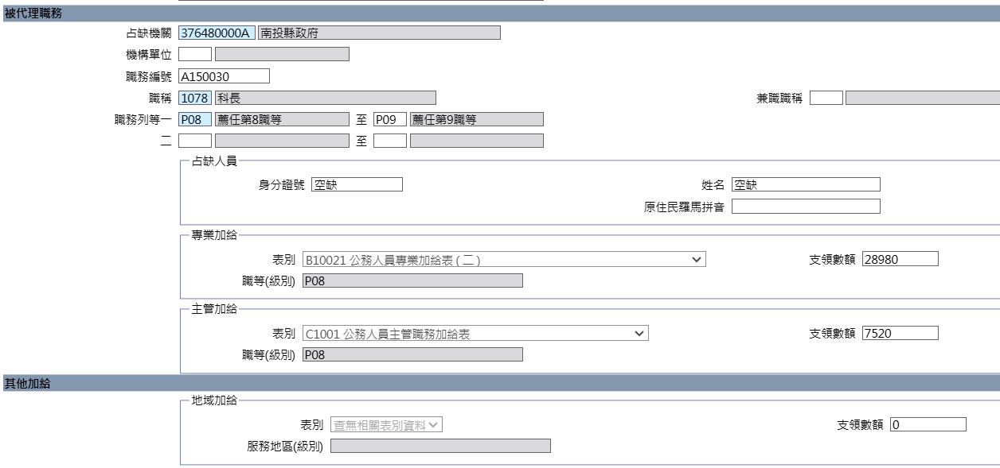 被代理職務
占缺機關 376480000A 南投縣政府
機構單位
職務編號 A150030
職稱 1078 科長 兼職職稱
職務列等一 P08 薦任第8職等 至 P09 薦任第9職等
二 至
占缺人員
身分證號 空缺 姓名 空缺
原住民羅馬拼音
專業加給
表別 B10021 公務人員專業加給表 ( 二 ) 支領數額 28980
職等(級別) P08
主管加給
表別 C1001 公務人員主管職務加給表 支領數額 7520
職等(級別) P08
其他加給
地域加給
表別 查無相關表別資料 支領數額 0
服務地區(級別)